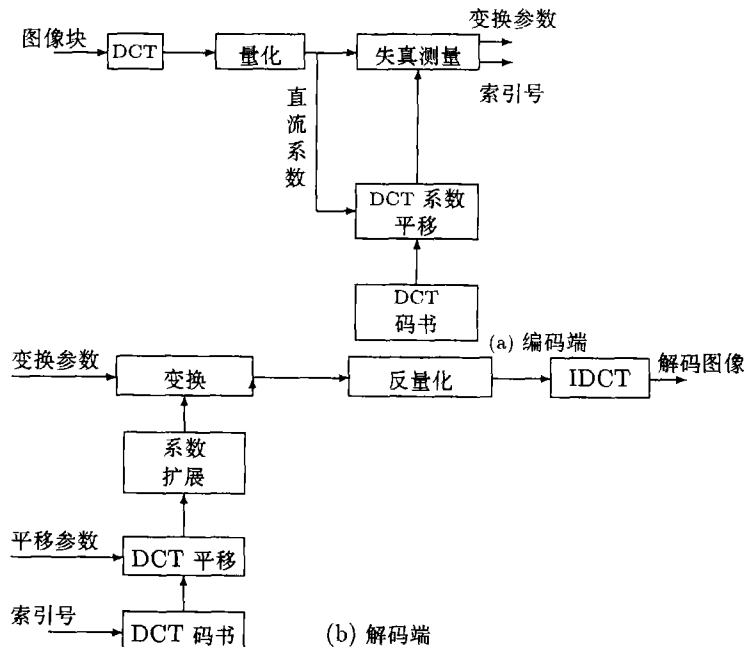 变换参数
图像块
DCT
量化
失真测量
索引号
直
流
系
数
DCT 系数
平移
DCT
码书
(a) 编码端
变换参数
变换
反量化
IDCT
解码图像
系数
扩展
平移参数
DCT 平移
索引号
DCT 码书
(b) 解码端